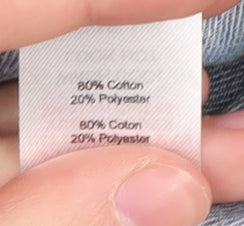 80% Cotton
20% Polyester
80% Coton
20% Polyester